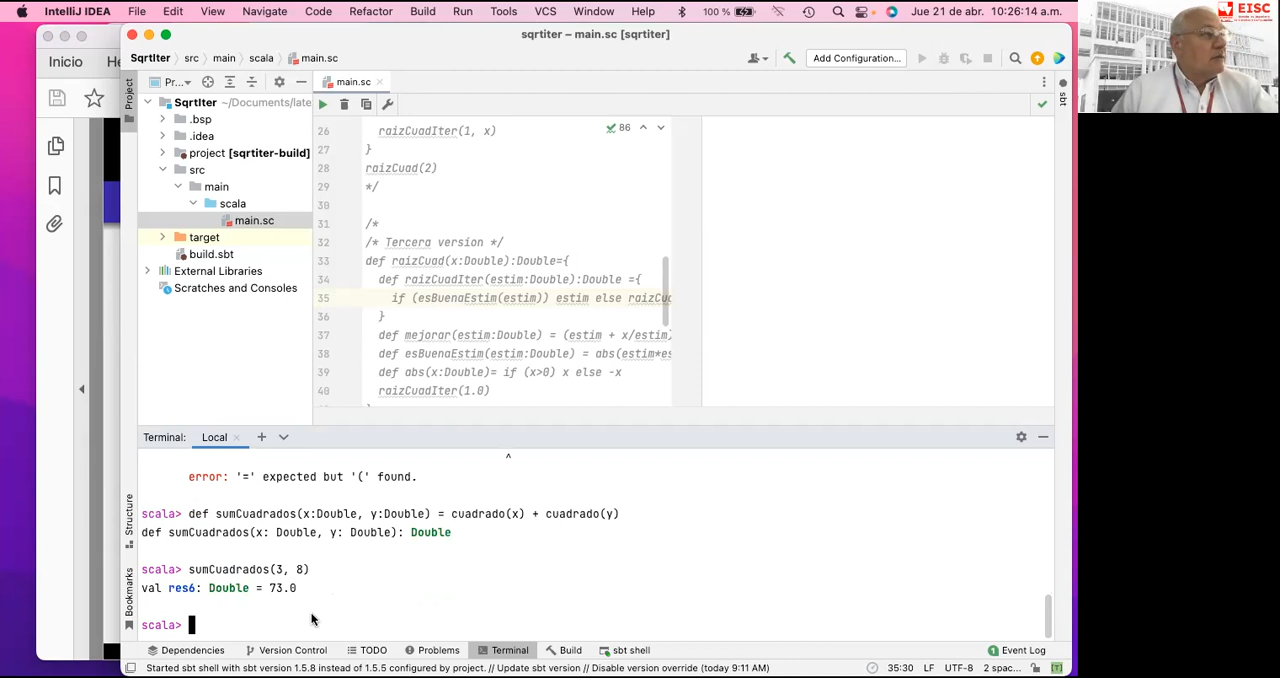 IntelliJ IDEA File Edit View Navigate Code Refactor Build Run Tools VCS Window Help 100 % Jue 21 de abr. 10:26:14 a.m.
EISC
sqrtiter – main.sc [sqrtiter]
Inicio He
SqrtIter src main scala main.sc
Add Configuration...
Project
Pr...
main.sc
sbt
SqrtIter ~/Documents/late
.bsp
.idea
project [sqrtiter-build]
src
main
scala
main.sc
target
build.sbt
External Libraries
Scratches and Consoles
86
26 raizCuadIter(1, x)
27 }
28 raizCuad(2)
29 */
30
31 /*
32 /* Tercera version */
33 def raizCuad(x:Double):Double={
34 def raizCuadIter(estim:Double):Double ={
35 if (esBuenaEstim(estim)) estim else raizCua
36 }
37 def mejorar(estim:Double) = (estim + x/estim)
38 def esBuenaEstim(estim:Double) = abs(estim*es
39 def abs(x:Double)= if (x>0) x else -x
40 raizCuadIter(1.0)
Terminal: Local
^
error: '=' expected but '(' found.
scala> def sumCuadrados(x:Double, y:Double) = cuadrado(x) + cuadrado(y)
def sumCuadrados(x: Double, y: Double): Double
scala> sumCuadrados(3, 8)
val res6: Double = 73.0
scala>
Structure
Bookmarks
Dependencies Version Control TODO Problems Terminal Build sbt shell 1 Event Log
Started sbt shell with sbt version 1.5.8 instead of 1.5.5 configured by project. // Update sbt version // Disable version override (today 9:11 AM) 35:30 LF UTF-8 2 spac...